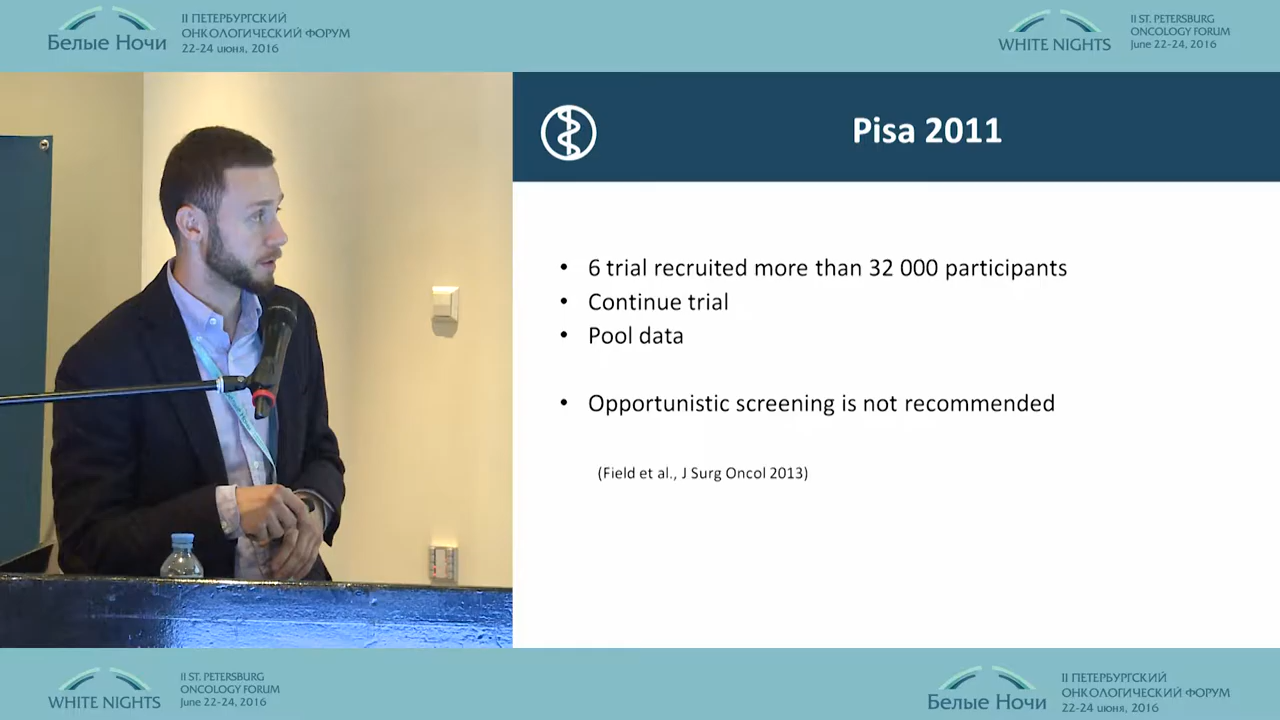 Белые Ночи
II ПЕТЕРБУРГСКИЙ
ОНКОЛОГИЧЕСКИЙ ФОРУМ
22-24 июня, 2016
WHITE NIGHTS
II ST. PETERSBURG
ONCOLOGY FORUM
June 22-24, 2016
Pisa 2011
• 6 trial recruited more than 32 000 participants
• Continue trial
• Pool data
• Opportunistic screening is not recommended
(Field et al., J Surg Oncol 2013)
WHITE NIGHTS
II ST. PETERSBURG
ONCOLOGY FORUM
June 22-24, 2016
Белые Ночи
II ПЕТЕРБУРГСКИЙ
ОНКОЛОГИЧЕСКИЙ ФОРУМ
22-24 июня, 2016